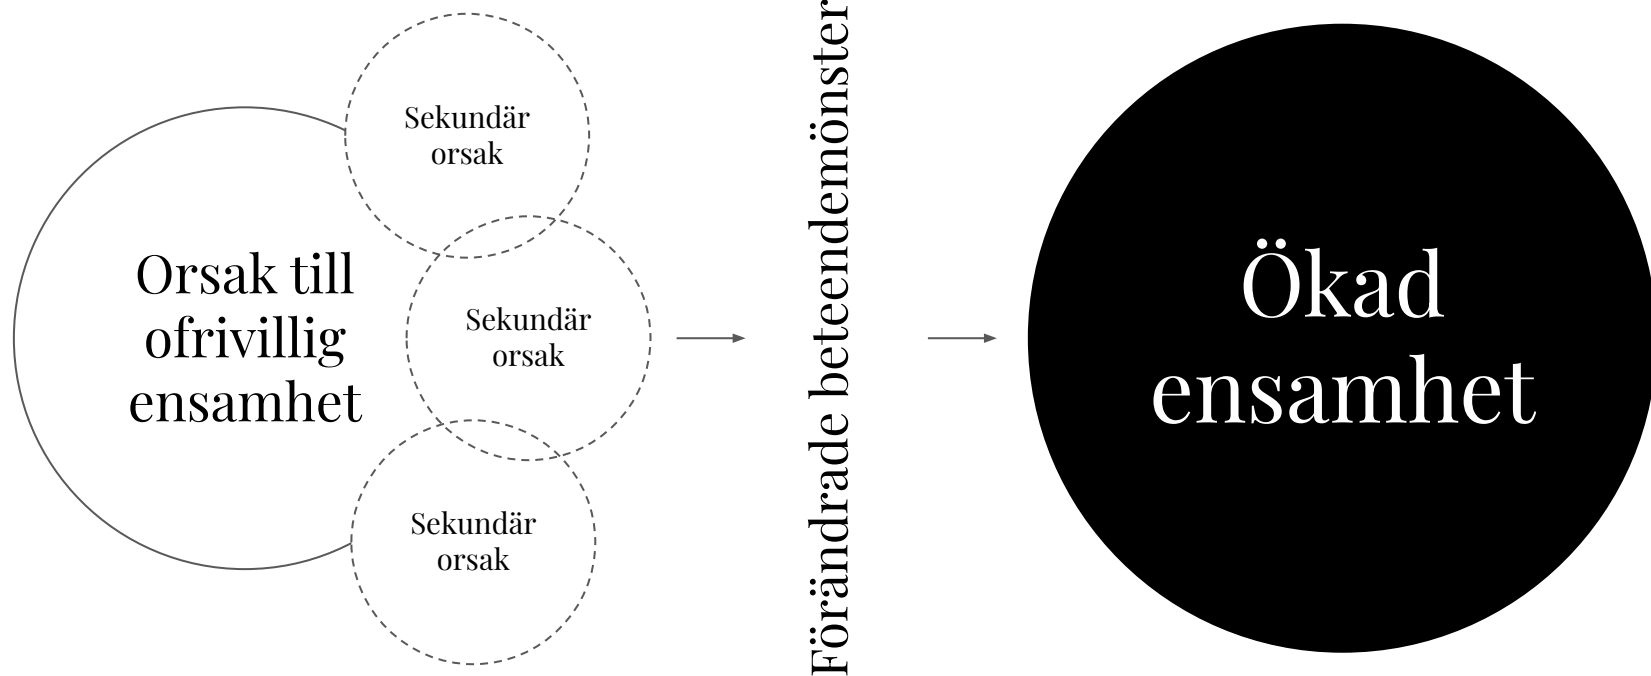 Orsak till
ofrivillig
ensamhet
Sekundär
orsak
Sekundär
orsak
Sekundär
orsak
Förändrade beteendemönster
Ökad
ensamhet